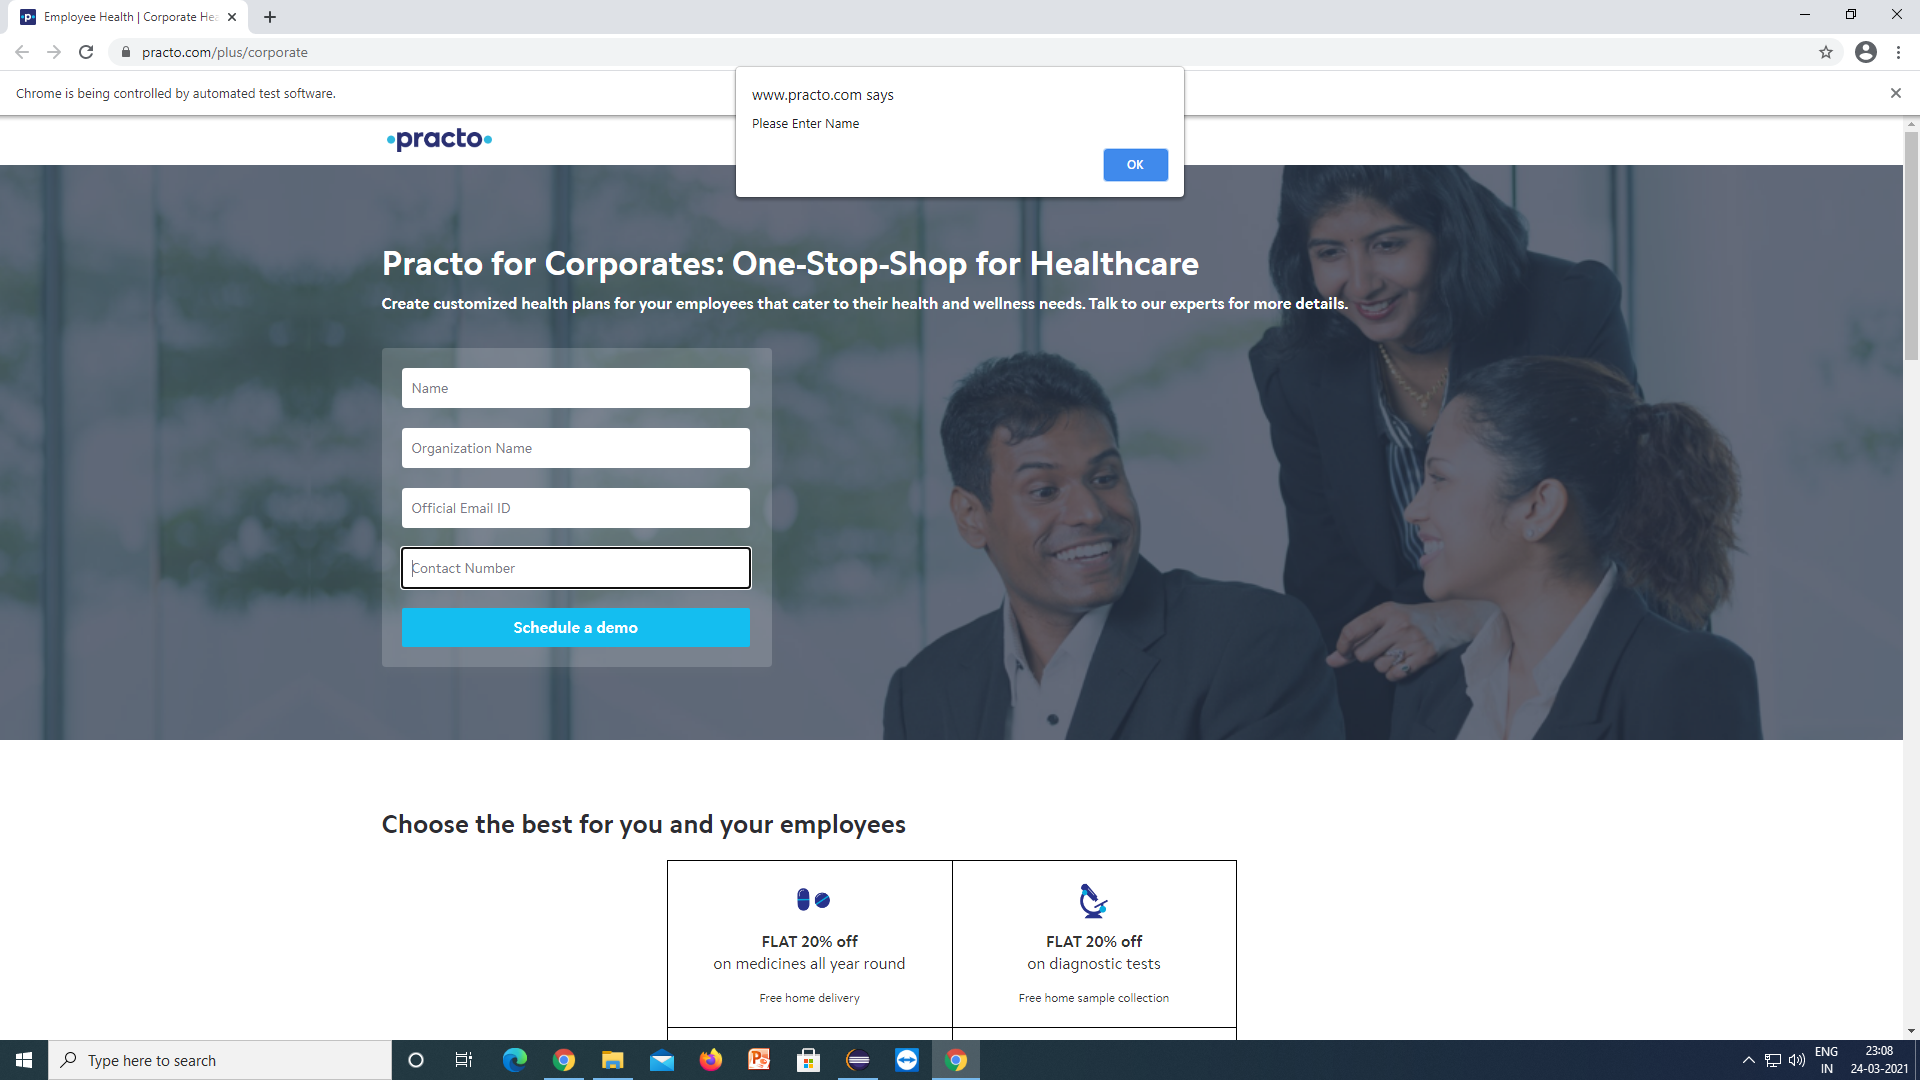 Employee Health | Corporate Hea
practo.com/plus/corporate
Chrome is being controlled by automated test software.
www.practo.com says
Please Enter Name
OK
practo
Practo for Corporates: One-Stop-Shop for Healthcare
Create customized health plans for your employees that cater to their health and wellness needs. Talk to our experts for more details.
Name
Organization Name
Official Email ID
Contact Number
Schedule a demo
Choose the best for you and your employees
FLAT 20% off
on medicines all year round
Free home delivery
FLAT 20% off
on diagnostic tests
Free home sample collection
Type here to search
ENG
IN
23:08
24-03-2021